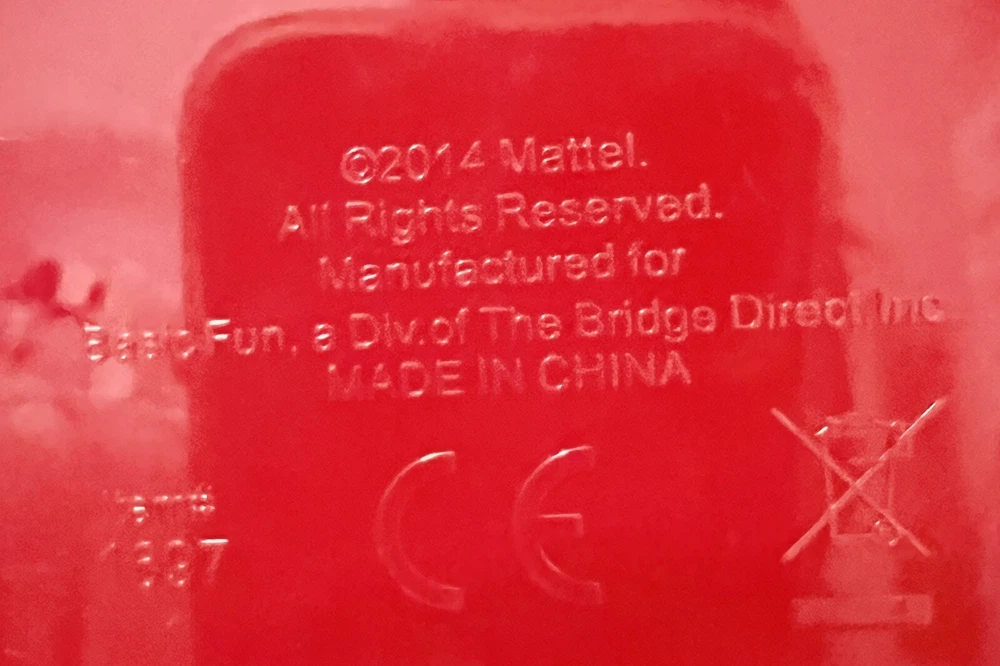 ©2014 Mattel.
All Rights Reserved.
Manufactured for
Basic Fun, a Div.of The Bridge Direct Inc
MADE IN CHINA
CE